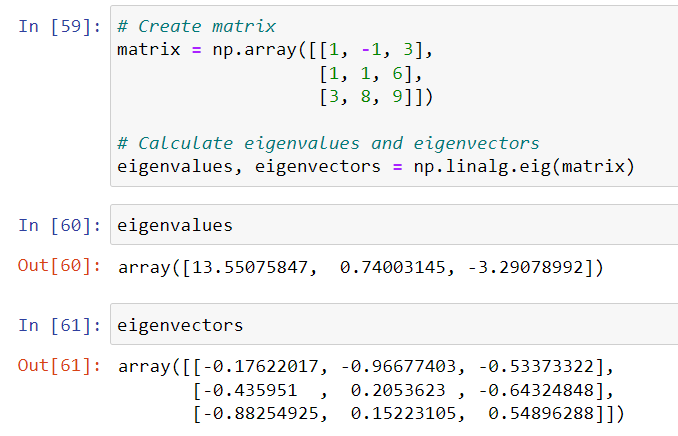 In [59]: # Create matrix
matrix = np.array([[1, -1, 3],
[1, 1, 6],
[3, 8, 9]])
# Calculate eigenvalues and eigenvectors
eigenvalues, eigenvectors = np.linalg.eig(matrix)
In [60]: eigenvalues
Out[60]: array([13.55075847, 0.74003145, -3.29078992])
In [61]: eigenvectors
Out[61]: array([[-0.17622017, -0.96677403, -0.53373322],
[-0.435951 , 0.2053623 , -0.64324848],
[-0.88254925, 0.15223105, 0.54896288]])